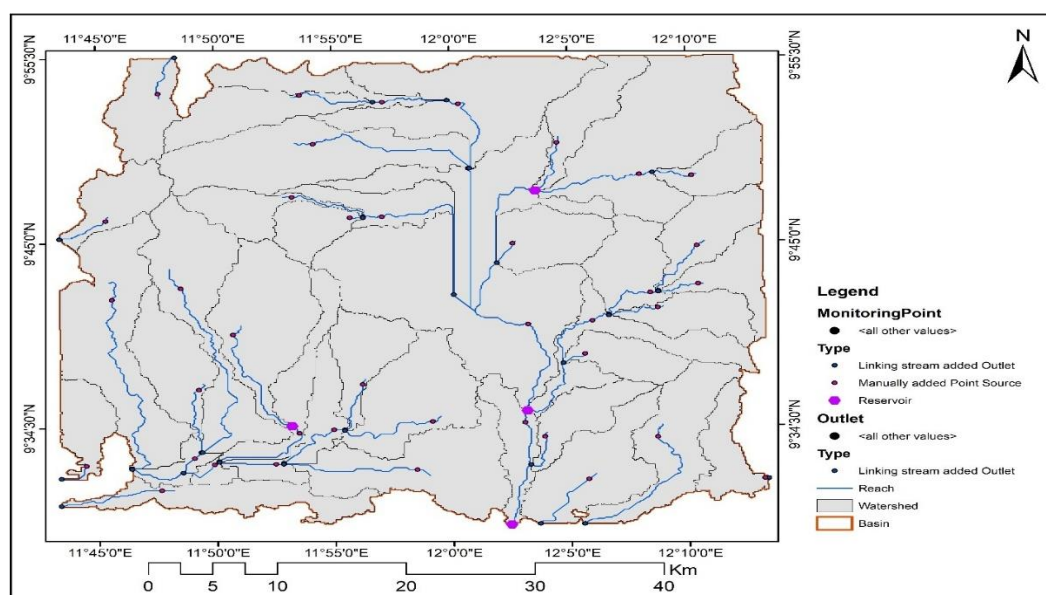 11°45'0"E 11°50'0"E 11°55'0"E 12°0'0"E 12°5'0"E 12°10'0"E
N
9°55'30"N 9°55'30"N
9°45'0"N 9°45'0"N
9°34'30"N 9°34'30"N
Legend
MonitoringPoint
<all other values>
Type
Linking stream added Outlet
Manually added Point Source
Reservoir
Outlet
<all other values>
Type
Linking stream added Outlet
Reach
Watershed
Basin
11°45'0"E 11°50'0"E 11°55'0"E 12°0'0"E 12°5'0"E 12°10'0"E
Km
0 5 10 20 30 40